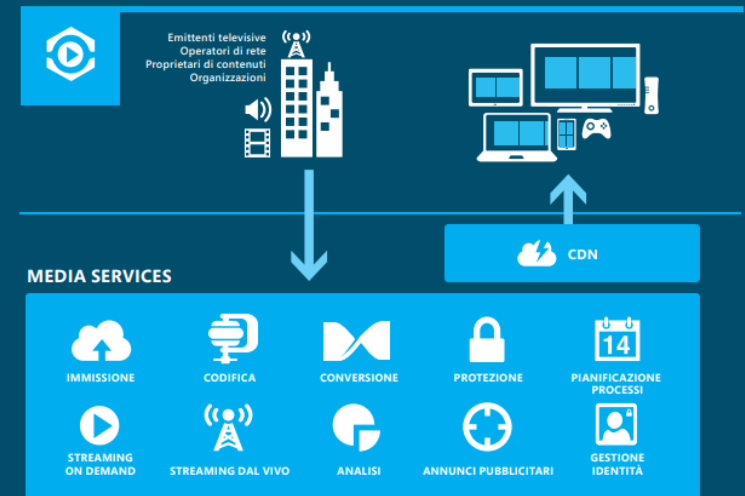 Emittenti televisive
Operatori di rete
Proprietari di contenuti
Organizzazioni
CDN
MEDIA SERVICES
IMMISSIONE
CODIFICA
CONVERSIONE
PROTEZIONE
14
PIANIFICAZIONE
PROCESSI
STREAMING
ON DEMAND
STREAMING DAL VIVO
ANALISI
ANNUNCI PUBBLICITARI
GESTIONE
IDENTITÀ